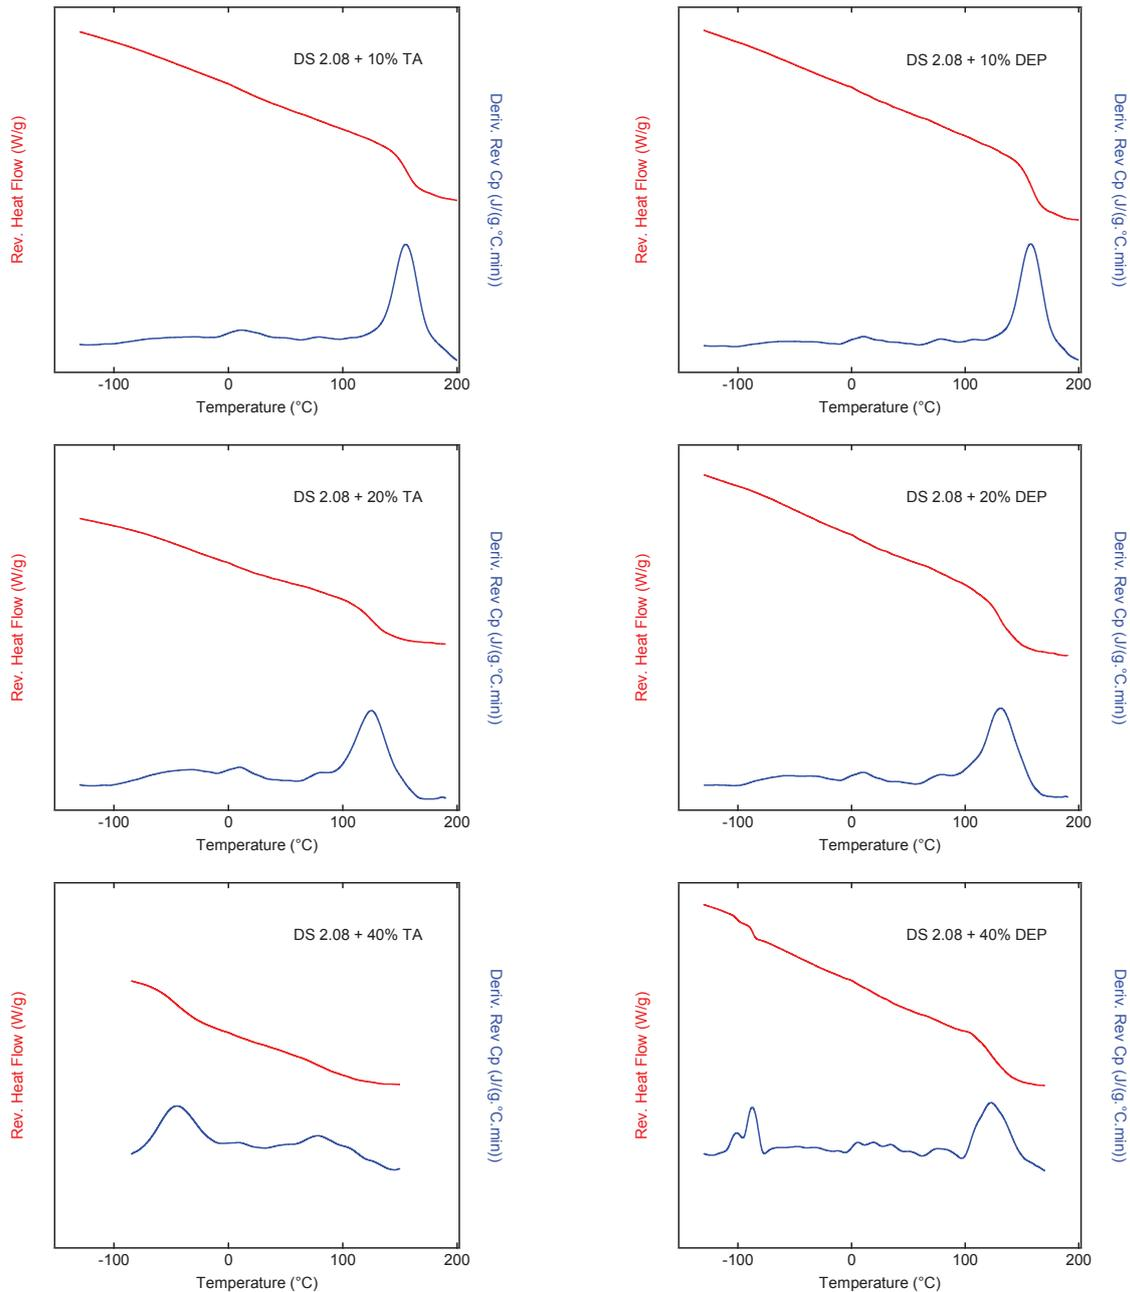 DS 2.08 + 10% TA
Rev. Heat Flow (W/g)
Deriv. Rev Cp (J/(g.°C.min))
-100 0 100 200
Temperature (°C)
DS 2.08 + 10% DEP
Rev. Heat Flow (W/g)
Deriv. Rev Cp (J/(g.°C.min))
-100 0 100 200
Temperature (°C)
DS 2.08 + 20% TA
Rev. Heat Flow (W/g)
Deriv. Rev Cp (J/(g.°C.min))
-100 0 100 200
Temperature (°C)
DS 2.08 + 20% DEP
Rev. Heat Flow (W/g)
Deriv. Rev Cp (J/(g.°C.min))
-100 0 100 200
Temperature (°C)
DS 2.08 + 40% TA
Rev. Heat Flow (W/g)
Deriv. Rev Cp (J/(g.°C.min))
-100 0 100 200
Temperature (°C)
DS 2.08 + 40% DEP
Rev. Heat Flow (W/g)
Deriv. Rev Cp (J/(g.°C.min))
-100 0 100 200
Temperature (°C)